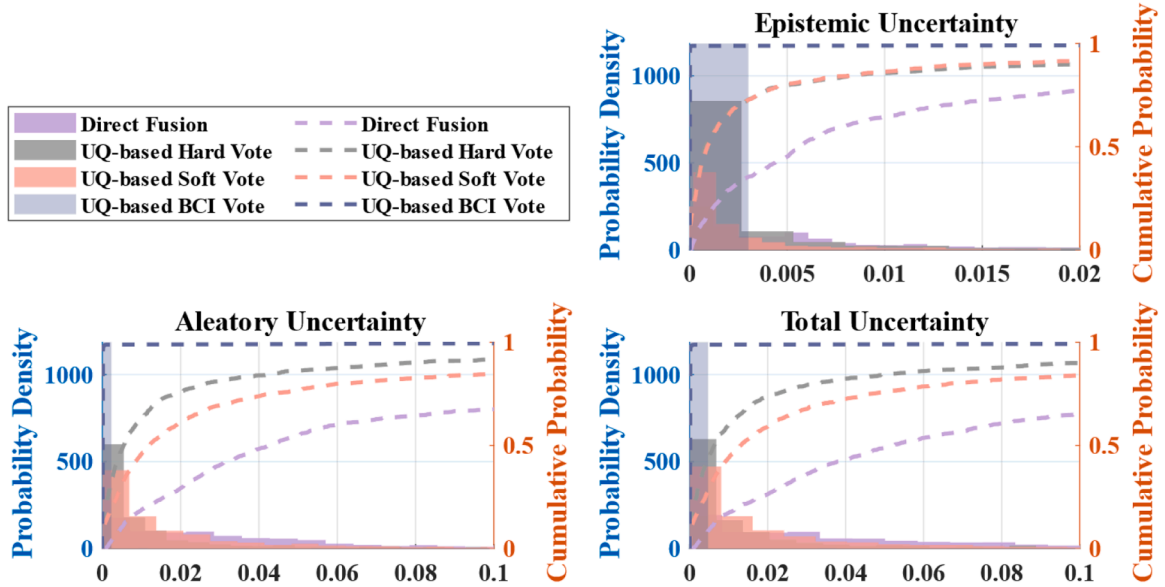 Epistemic Uncertainty
Probability Density
1000
500
0
Cumulative Probability
1
0.5
0
0
0.005
0.01
0.015
0.02
Direct Fusion
Direct Fusion
UQ-based Hard Vote
UQ-based Hard Vote
UQ-based Soft Vote
UQ-based Soft Vote
UQ-based BCI Vote
UQ-based BCI Vote
Aleatory Uncertainty
Probability Density
1000
500
0
Cumulative Probability
1
0.5
0
0
0.02
0.04
0.06
0.08
0.1
Total Uncertainty
Probability Density
1000
500
0
Cumulative Probability
1
0.5
0
0
0.02
0.04
0.06
0.08
0.1